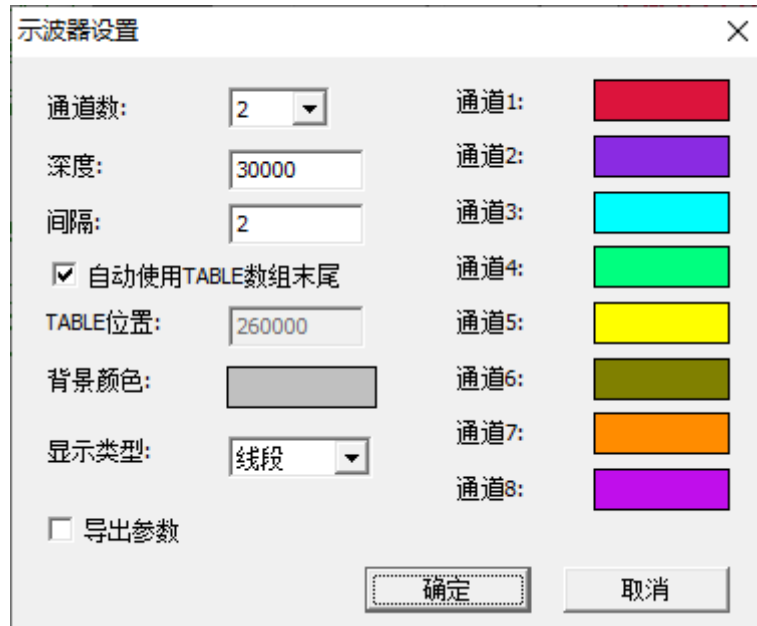 示波器设置
通道数: 2
深度: 30000
间隔: 2
自动使用TABLE数组末尾
TABLE位置: 260000
背景颜色:
显示类型: 线段
导出参数
通道1:
通道2:
通道3:
通道4:
通道5:
通道6:
通道7:
通道8:
确定
取消